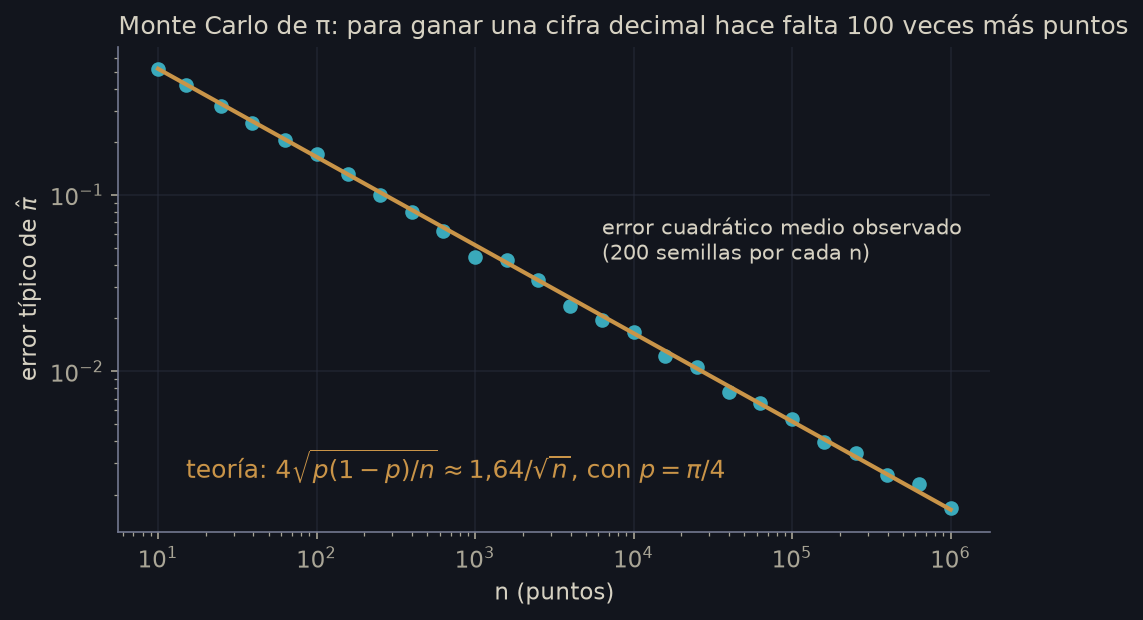 Monte Carlo de π: para ganar una cifra decimal hace falta 100 veces más puntos
error típico de π̂
10⁻¹
10⁻²
error cuadrático medio observado
(200 semillas por cada n)
teoría: 4√(p(1 − p)/n) ≈ 1,64/√n, con p = π/4
10¹ 10² 10³ 10⁴ 10⁵ 10⁶
n (puntos)